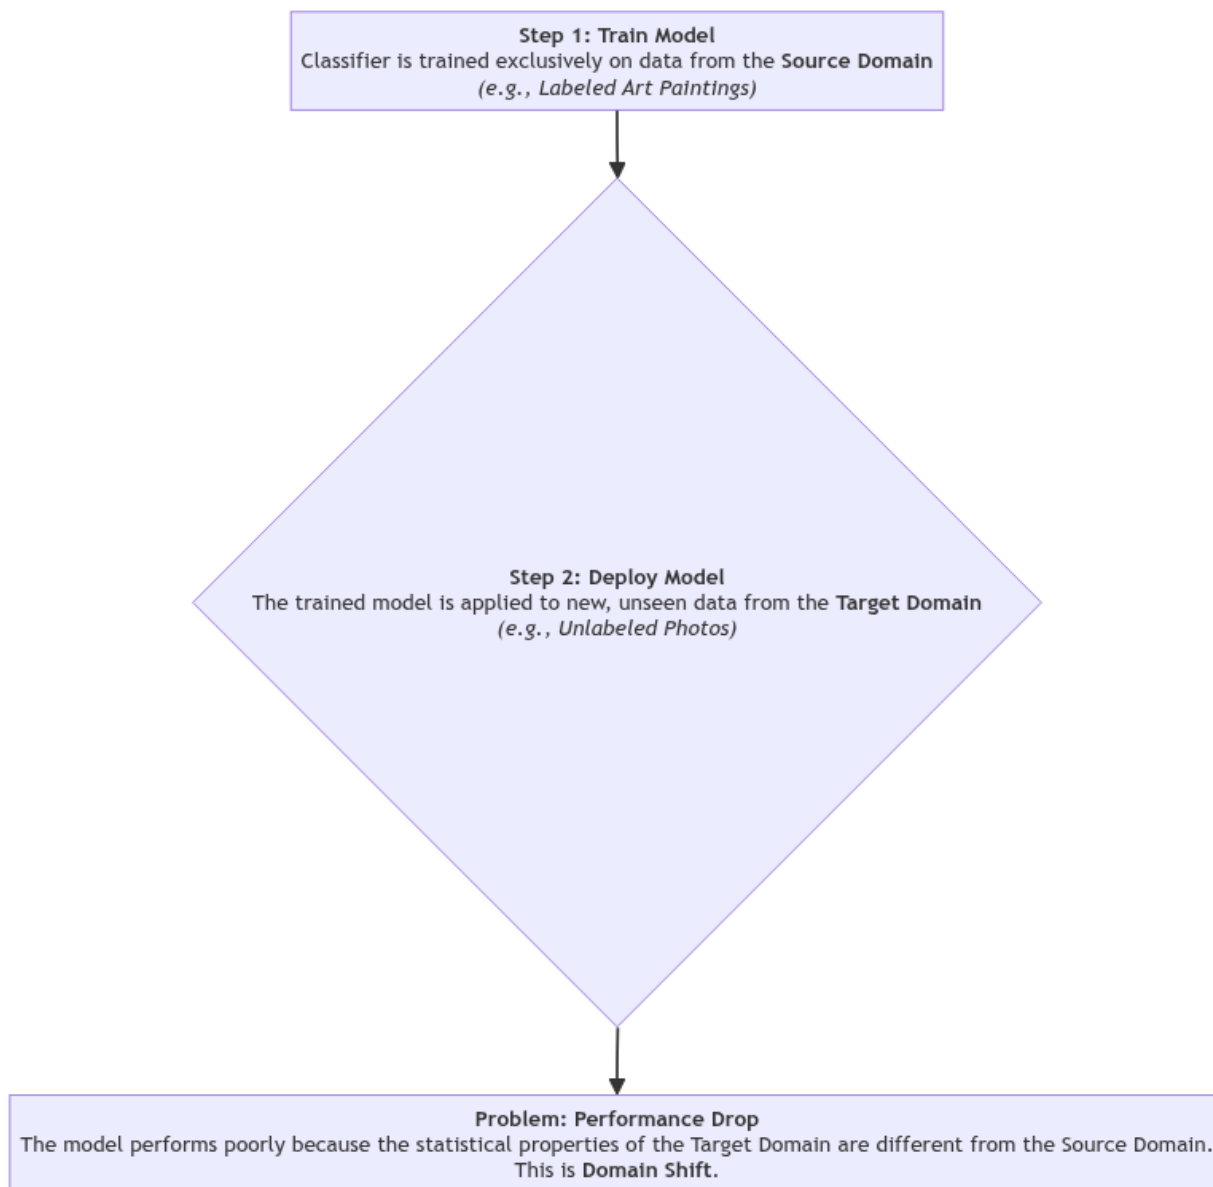 Step 1: Train Model
Classifier is trained exclusively on data from the Source Domain
(e.g., Labeled Art Paintings)
Step 2: Deploy Model
The trained model is applied to new, unseen data from the Target Domain
(e.g., Unlabeled Photos)
Problem: Performance Drop
The model performs poorly because the statistical properties of the Target Domain are different from the Source Domain.
This is Domain Shift.